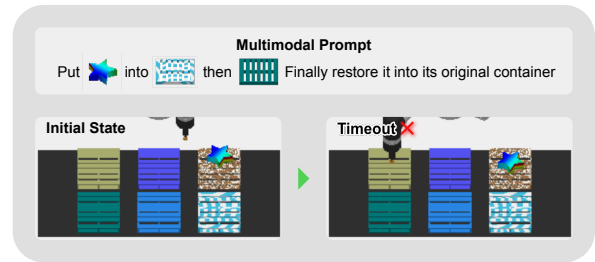 Multimodal Prompt
Put into then Finally restore it into its original container
Initial State
Timeout